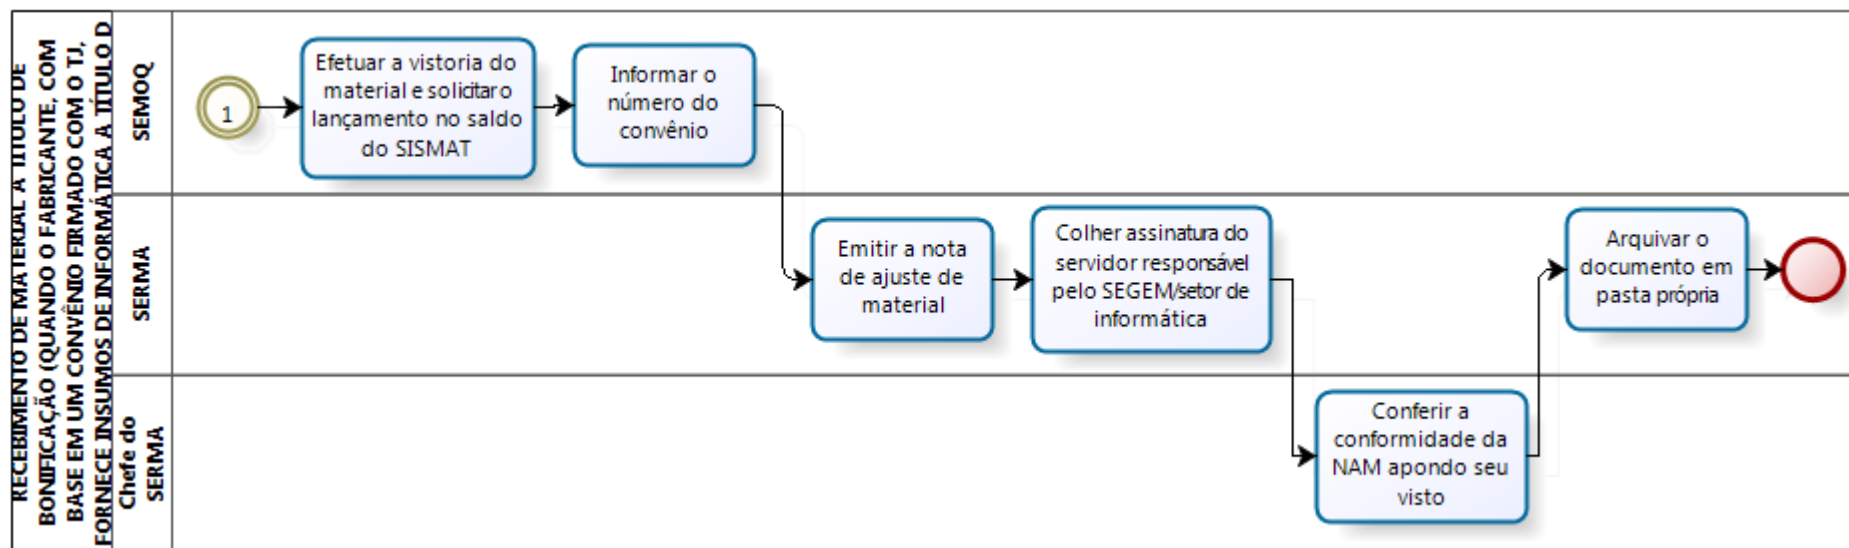 RECEBIMENTO DE MATERIAL A TÍTULO DE
BONIFICAÇÃO (QUANDO O FABRICANTE, COM
BASE EM UM CONVÊNIO FIRMADO COM O TJ,
FORNECE INSUMOS DE INFORMÁTICA A TÍTULO D
SEMOQ
1
Efetuar a vistoria do
material e solicitar o
lançamento no saldo
do SISMAT
Informar o
número do
convênio
SERMA
Emitir a nota
de ajuste de
material
Colher assinatura do
servidor responsável
pelo SEGEM/setor de
informática
Arquivar o
documento em
pasta própria
Chefe do
SERMA
Conferir a
conformidade da
NAM apondo seu
visto